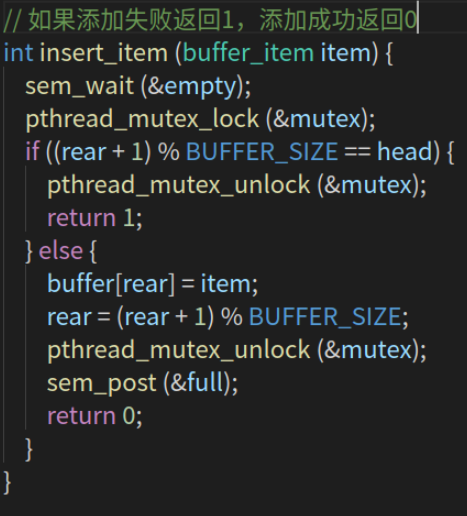 // 如果添加失败返回1，添加成功返回0
int insert_item (buffer_item item) {
sem_wait (&empty);
pthread_mutex_lock (&mutex);
if ((rear + 1) % BUFFER_SIZE == head) {
pthread_mutex_unlock (&mutex);
return 1;
} else {
buffer[rear] = item;
rear = (rear + 1) % BUFFER_SIZE;
pthread_mutex_unlock (&mutex);
sem_post (&full);
return 0;
}
}